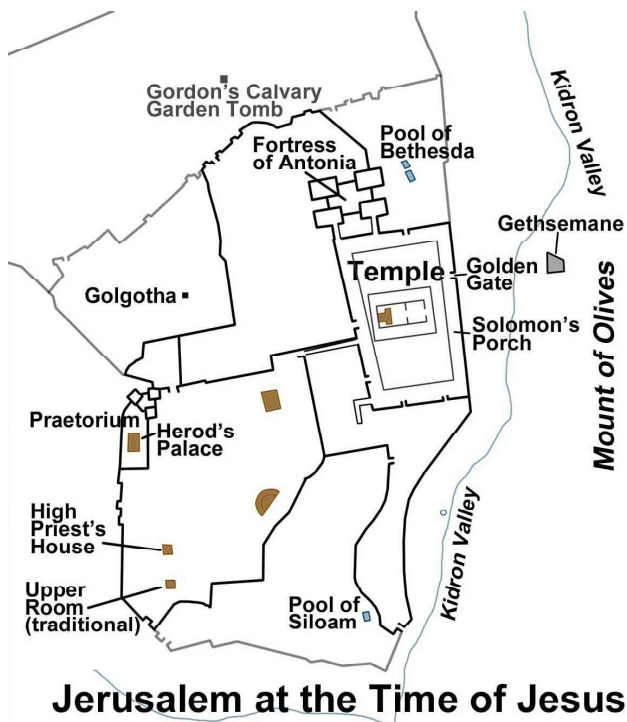 Gordon's Calvary
Garden Tomb
Fortress
of Antonia
Pool of
Bethesda
Kidron Valley
Gethsemane
Temple
Golden
Gate
Golgotha
Solomon's
Porch
Mount of Olives
Praetorium
Herod's
Palace
High
Priest's
House
Kidron Valley
Upper
Room
(traditional)
Pool of
Siloam
Jerusalem at the Time of Jesus